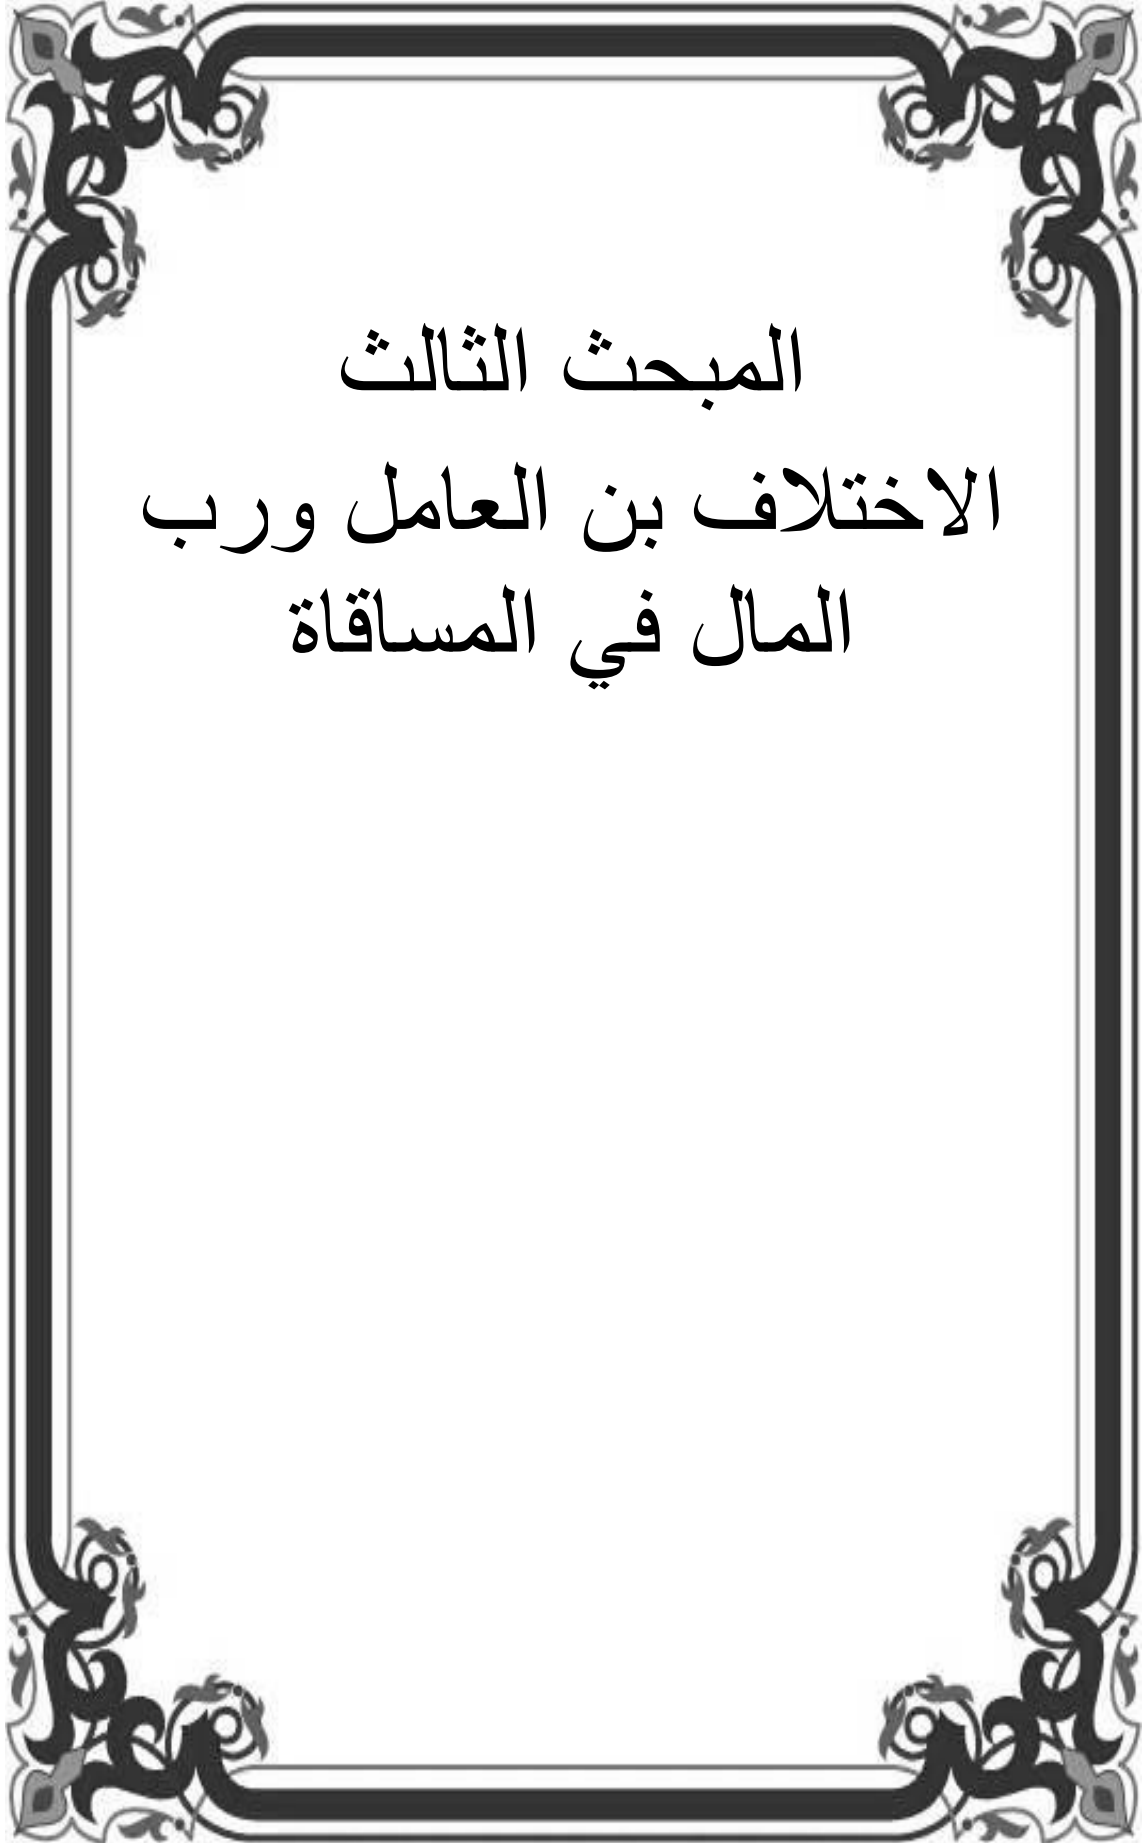 المبحث الثالث
الاختلاف بن العامل ورب
المال في المساقاة